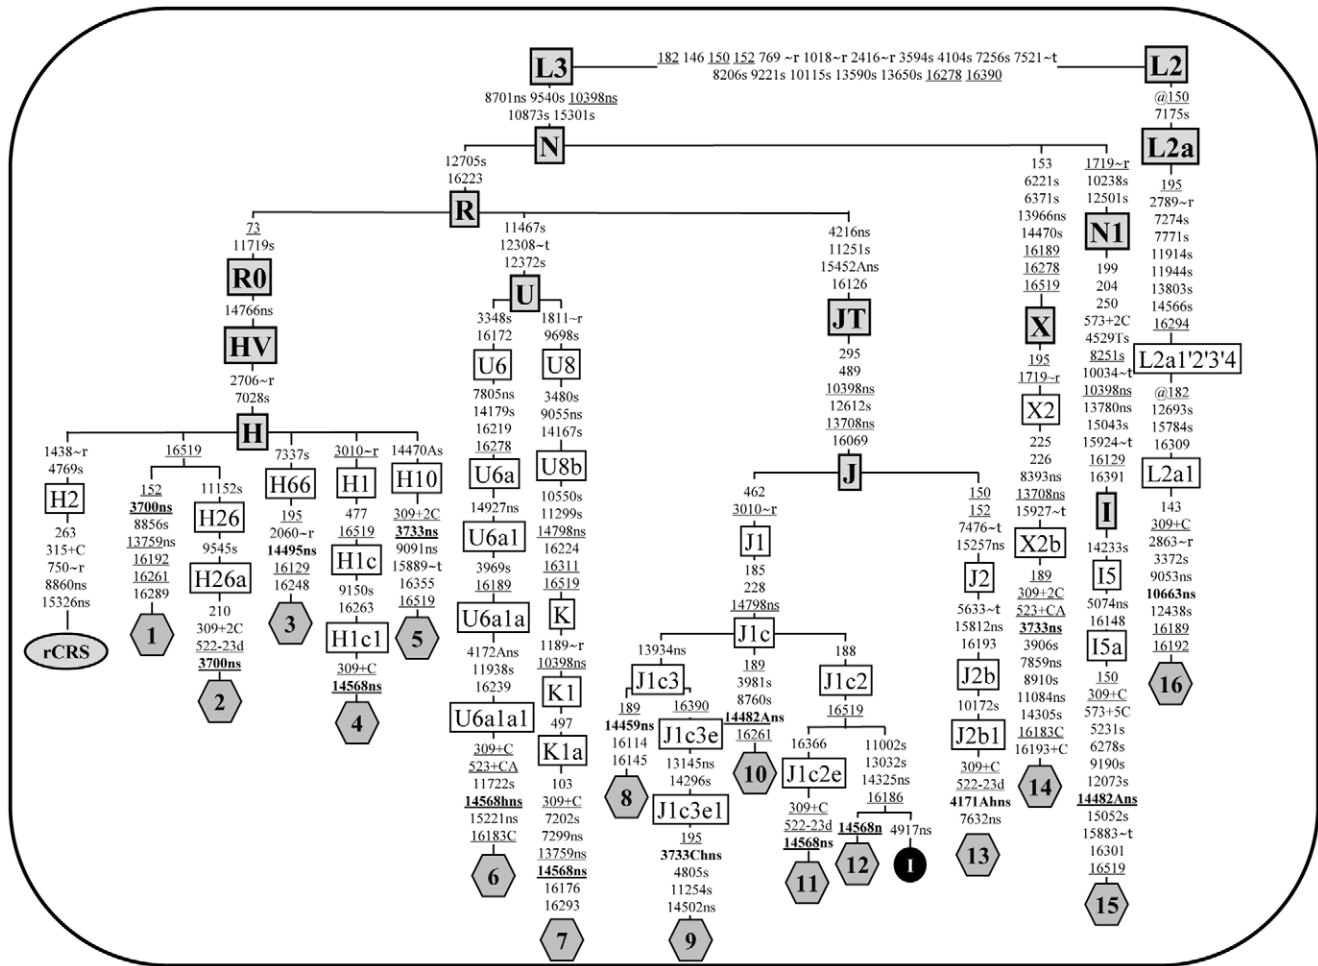 L3
182 146 150 152 769 ~r 1018~r 2416~r 3594s 4104s 7256s 7521~t
8206s 9221s 10115s 13590s 13650s 16278 16390
L2
8701ns 9540s 10398ns
10873s 15301s
N
@150
7175s
L2a
12705s
16223
R
153
6221s
6371s
13966ns
14470s
16189
16278
16519
X
1719~r
10238s
12501s
N1
195
2789~r
7274s
7771s
11914s
11944s
13803s
14566s
16294
L2a1'2'3'4
73
11719s
R0
14766ns
HV
2706~r
7028s
H
11467s
12308~t
12372s
U
4216ns
11251s
15452Ans
16126
JT
295
489
10398ns
12612s
13708ns
16069
J
1438~r
4769s
H2
263
315+C
750~r
8860ns
15326ns
rCRS
16519
152
3700ns
8856s
13759ns
16192
16261
16289
1
11152s
H26
9545s
H26a
210
309+2C
522-23d
3700ns
2
7337s
H66
195
2060~r
14495ns
16129
16248
3
3010~r
H1
477
16519
H1c
9150s
16263
H1c1
309+C
14568ns
4
14470As
H10
309+2C
3733ns
9091ns
15889~t
16355
16519
5
3348s
16172
U6
7805ns
14179s
16219
16278
U6a
14927ns
U6a1
3969s
16189
U6a1a
4172Ans
11938s
16239
U6a1a1
309+C
523+CA
11722s
14568hns
15221ns
16183C
6
1811~r
9698s
U8
3480s
9055ns
14167s
U8b
10550s
11299s
14798ns
16224
16311
16519
K
1189~r
10398ns
K1
497
K1a
103
309+C
7202s
7299ns
13759ns
14568ns
16176
16293
7
462
3010~r
J1
185
228
14798ns
J1c
13934ns
J1c3
189
14459ns
16114
16145
8
16390
J1c3e
13145ns
14296s
J1c3e1
195
3733Chns
4805s
11254s
14502ns
9
189
3981s
8760s
14482Ans
16261
10
188
J1c2
16519
16366
J1c2e
309+C
522-23d
14568ns
11
11002s
13032s
14325ns
16186
14568n
12
4917ns
I
150
152
7476~t
15257ns
J2
5633~t
15812ns
16193
J2b
10172s
J2b1
309+C
522-23d
4171Ahns
7632ns
13
195
1719~r
X2
225
226
8393ns
13708ns
15927~t
X2b
189
309+2C
523+CA
3733ns
3906s
7859ns
8910s
11084ns
14305s
16183C
16193+C
14
199
204
250
573+2C
4529Ts
8251s
10034~t
10398ns
13780ns
15043s
15924~t
16129
16391
I
14233s
I5
5074ns
16148
I5a
150
309+C
573+5C
5231s
6278s
9190s
12073s
14482Ans
15052s
15883~t
16301
16519
15
@182
12693s
15784s
16309
L2a1
143
309+C
2863~r
3372s
9053ns
10663ns
12438s
16189
16192
16